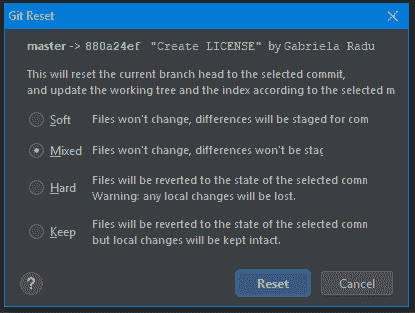 Git Reset
master -> 880a24ef "Create LICENSE" by Gabriela Radu
This will reset the current branch head to the selected commit,
and update the working tree and the index according to the selected m
Soft Files won't change, differences will be staged for com
Mixed Files won't change, differences won't be stag
Hard Files will be reverted to the state of the selected comm
Warning: any local changes will be lost.
Keep Files will be reverted to the state of the selected comm
but local changes will be kept intact.
? Reset Cancel